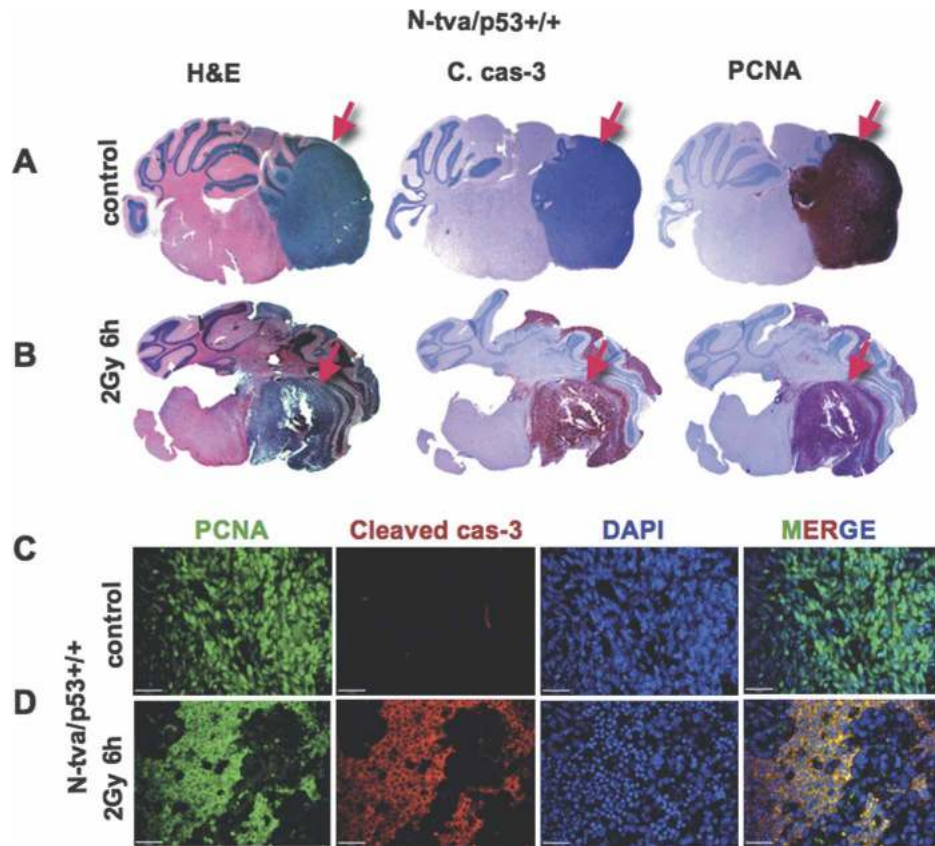 N-tva/p53+/+
H&E C. cas-3 PCNA
A control
B 2Gy 6h
PCNA Cleaved cas-3 DAPI MERGE
C control
D 2Gy 6h
N-tva/p53+/+